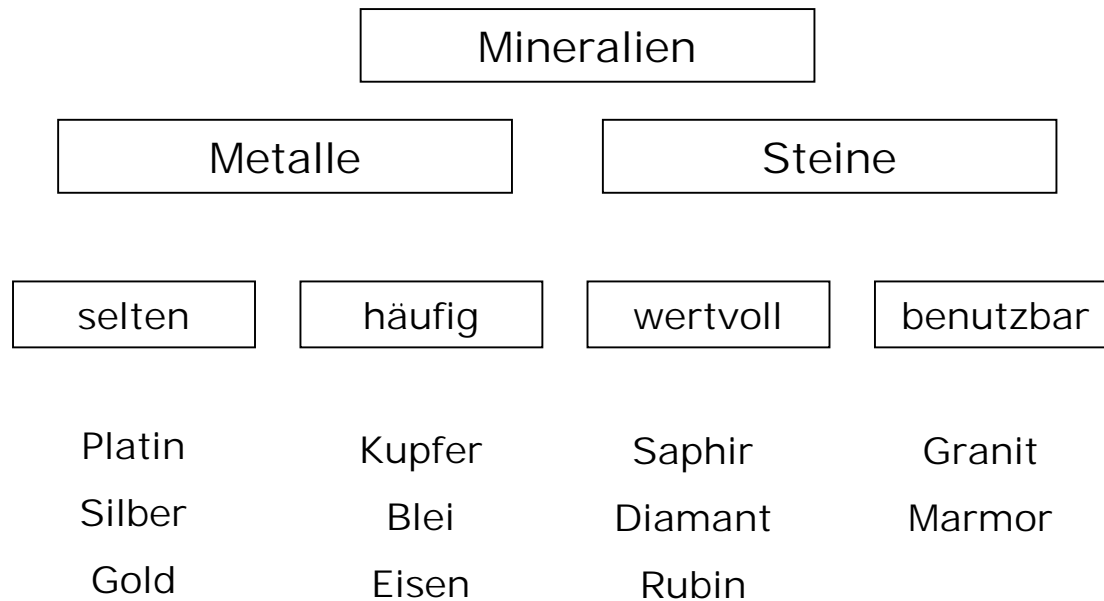 Mineralien
Metalle Steine
selten häufig wertvoll benutzbar
Platin Kupfer Saphir Granit
Silber Blei Diamant Marmor
Gold Eisen Rubin